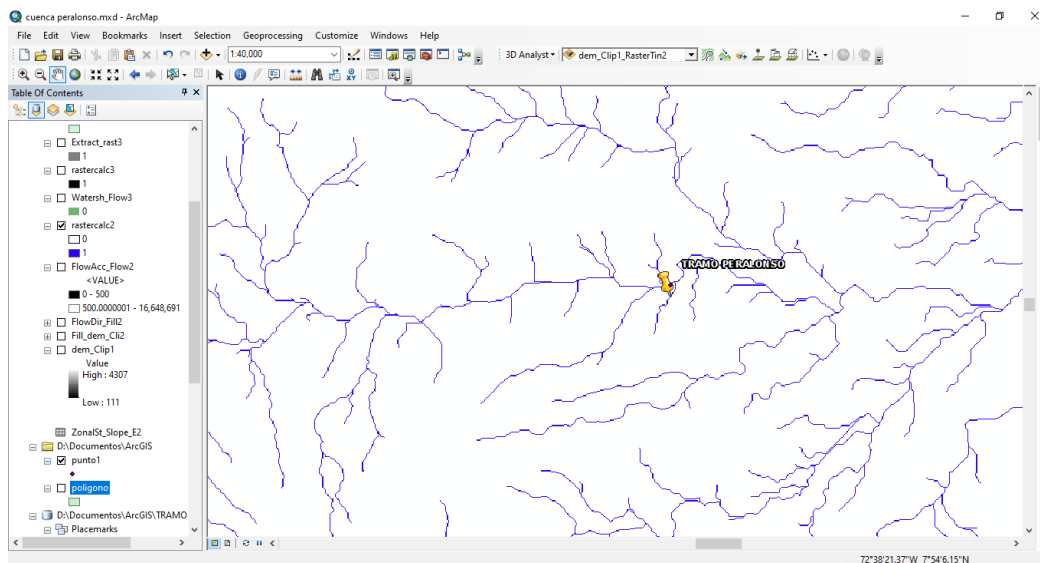 cuenca peralonso.mxd - ArcMap
File Edit View Bookmarks Insert Selection Geoprocessing Customize Windows Help
1:40,000
3D Analyst
dem_Clip1_RasterTin2
Table Of Contents
Extract_rast3
1
rastercalc3
1
Watersh_Flow3
0
rastercalc2
0
1
FlowAcc_Flow2
<VALUE>
0 - 500
500.0000001 - 16,648,691
FlowDir_Fill2
Fill_dem_Cli2
dem_Clip1
Value
High : 4307
Low : 111
ZonalSt_Slope_E2
D:\Documentos\ArcGIS
punto1
poligono
D:\Documentos\ArcGIS\TRAMO
Placemarks
TRAMO PERALONSO
72°38'21.37"W 7°54'6.15"N